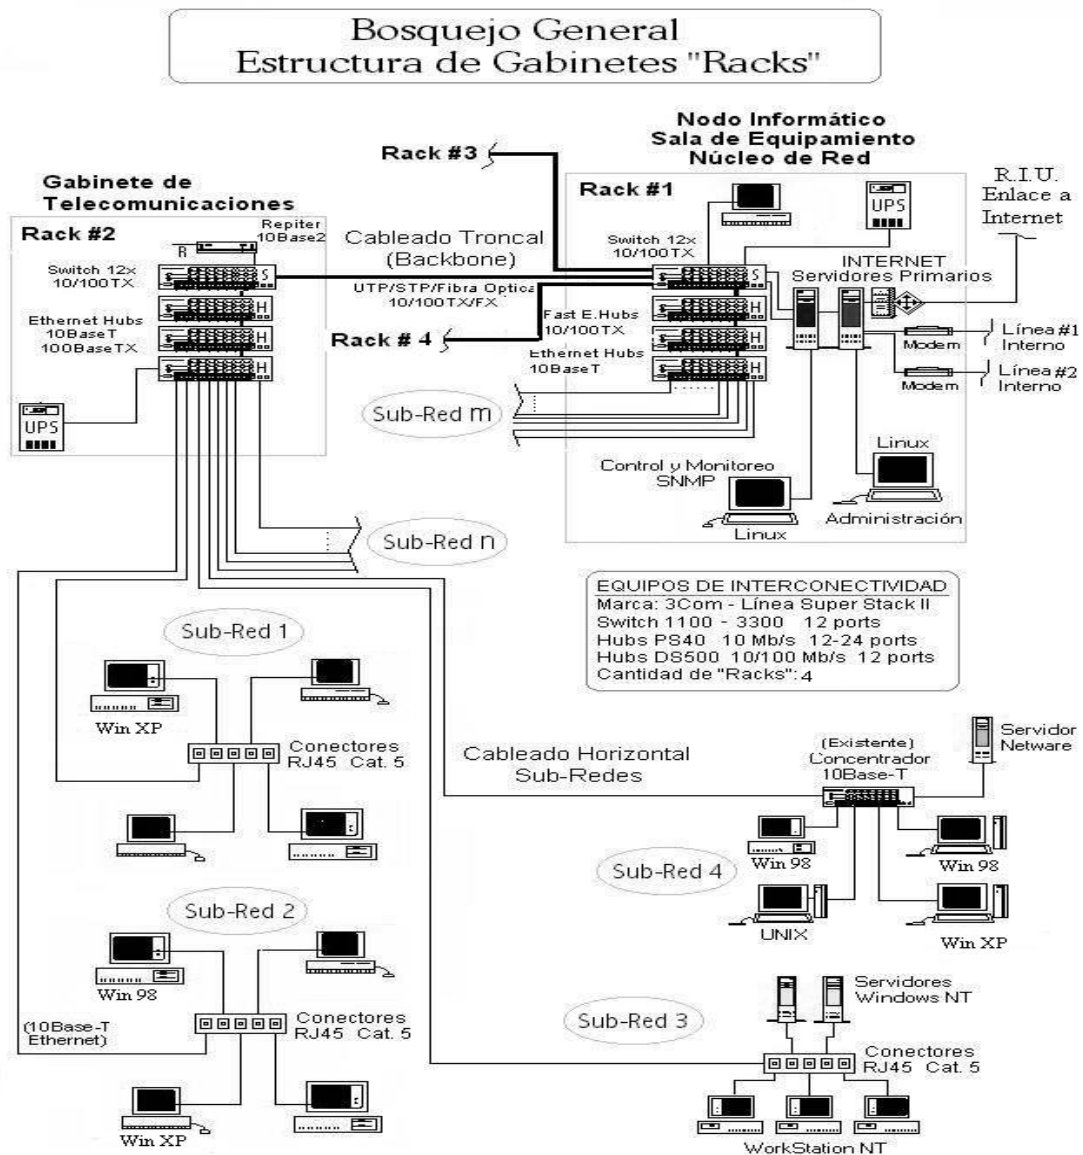 Bosquejo General
Estructura de Gabinetes "Racks"
Nodo Informático
Sala de Equipamiento
Núcleo de Red
Rack #3
Rack #1
R.I.U.
Enlace a
Internet
UPS
Gabinete de
Telecomunicaciones
Rack #2
Repiter
10Base2
R
Switch 12x
10/100TX
S
H
H
H
Ethernet Hubs
10BaseT
100BaseTX
UPS
Cableado Troncal
(Backbone)
UTP/STP/Fibra Optica
10/100TX/FX
Rack # 4
Switch 12x
10/100TX
S
H
H
H
Fast E.Hubs
10/100TX
Ethernet Hubs
10BaseT
INTERNET
Servidores Primarios
Modem
Línea #1
Interno
Modem
Línea #2
Interno
Sub-Red m
Control y Monitoreo
SNMP
Linux
Linux
Administración
Sub-Red n
EQUIPOS DE INTERCONECTIVIDAD
Marca: 3Com - Línea Super Stack II
Switch 1100 - 3300 12 ports
Hubs PS40 10 Mb/s 12-24 ports
Hubs DS500 10/100 Mb/s 12 ports
Cantidad de "Racks": 4
Sub-Red 1
Win XP
Conectores
RJ45 Cat. 5
Cableado Horizontal
Sub-Redes
(Existente)
Concentrador
10Base-T
Servidor
Netware
Sub-Red 4
Win 98
Win 98
UNIX
Win XP
Sub-Red 2
Win 98
(10Base-T
Ethernet)
Conectores
RJ45 Cat. 5
Win XP
Sub-Red 3
Servidores
Windows NT
Conectores
RJ45 Cat. 5
WorkStation NT